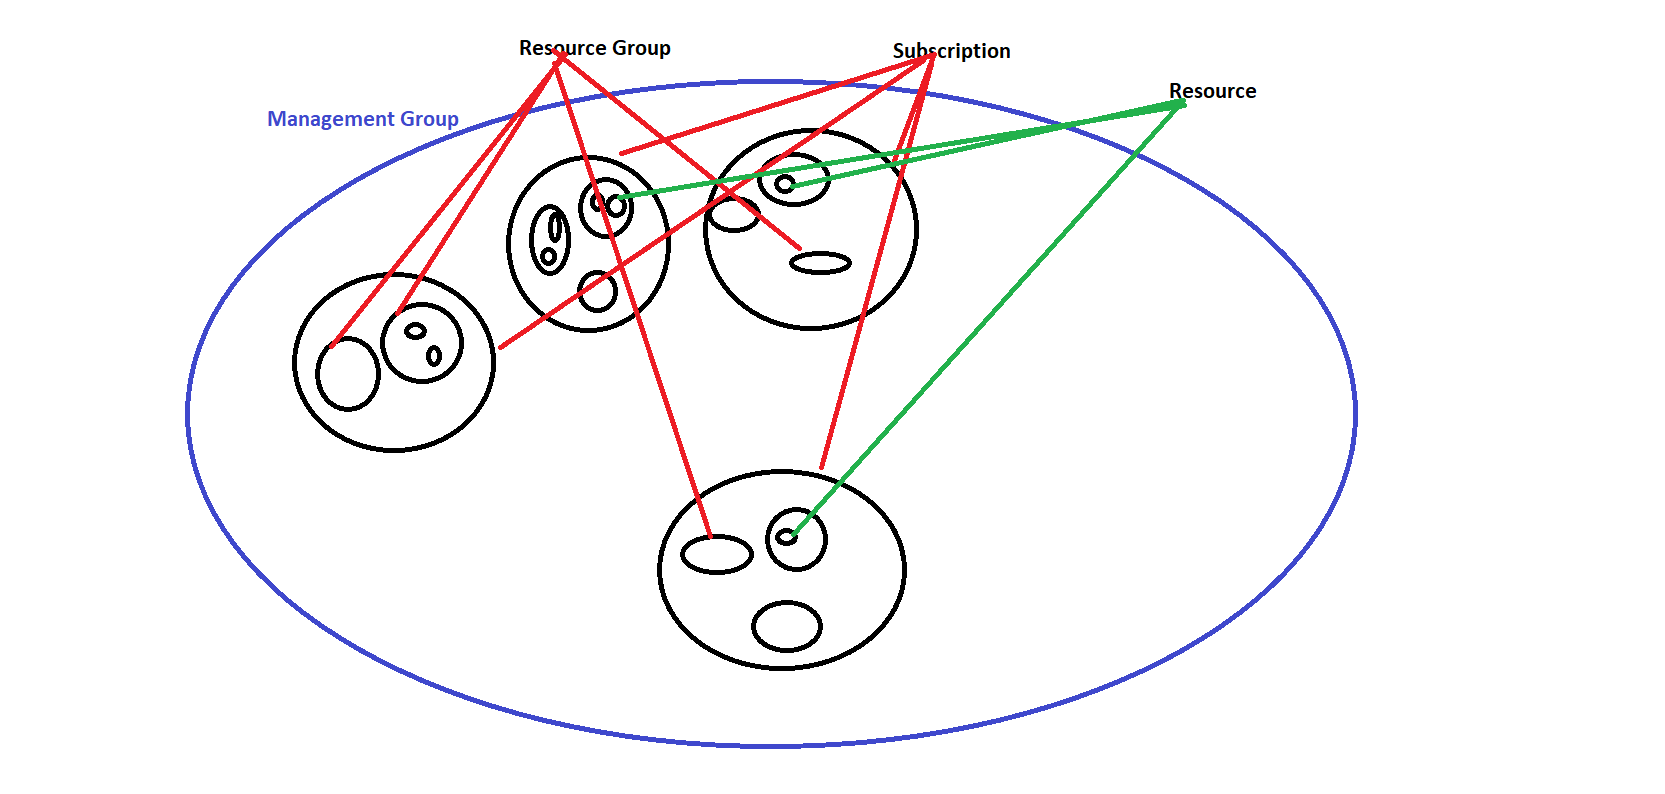 Resource Group
Subscription
Resource
Management Group